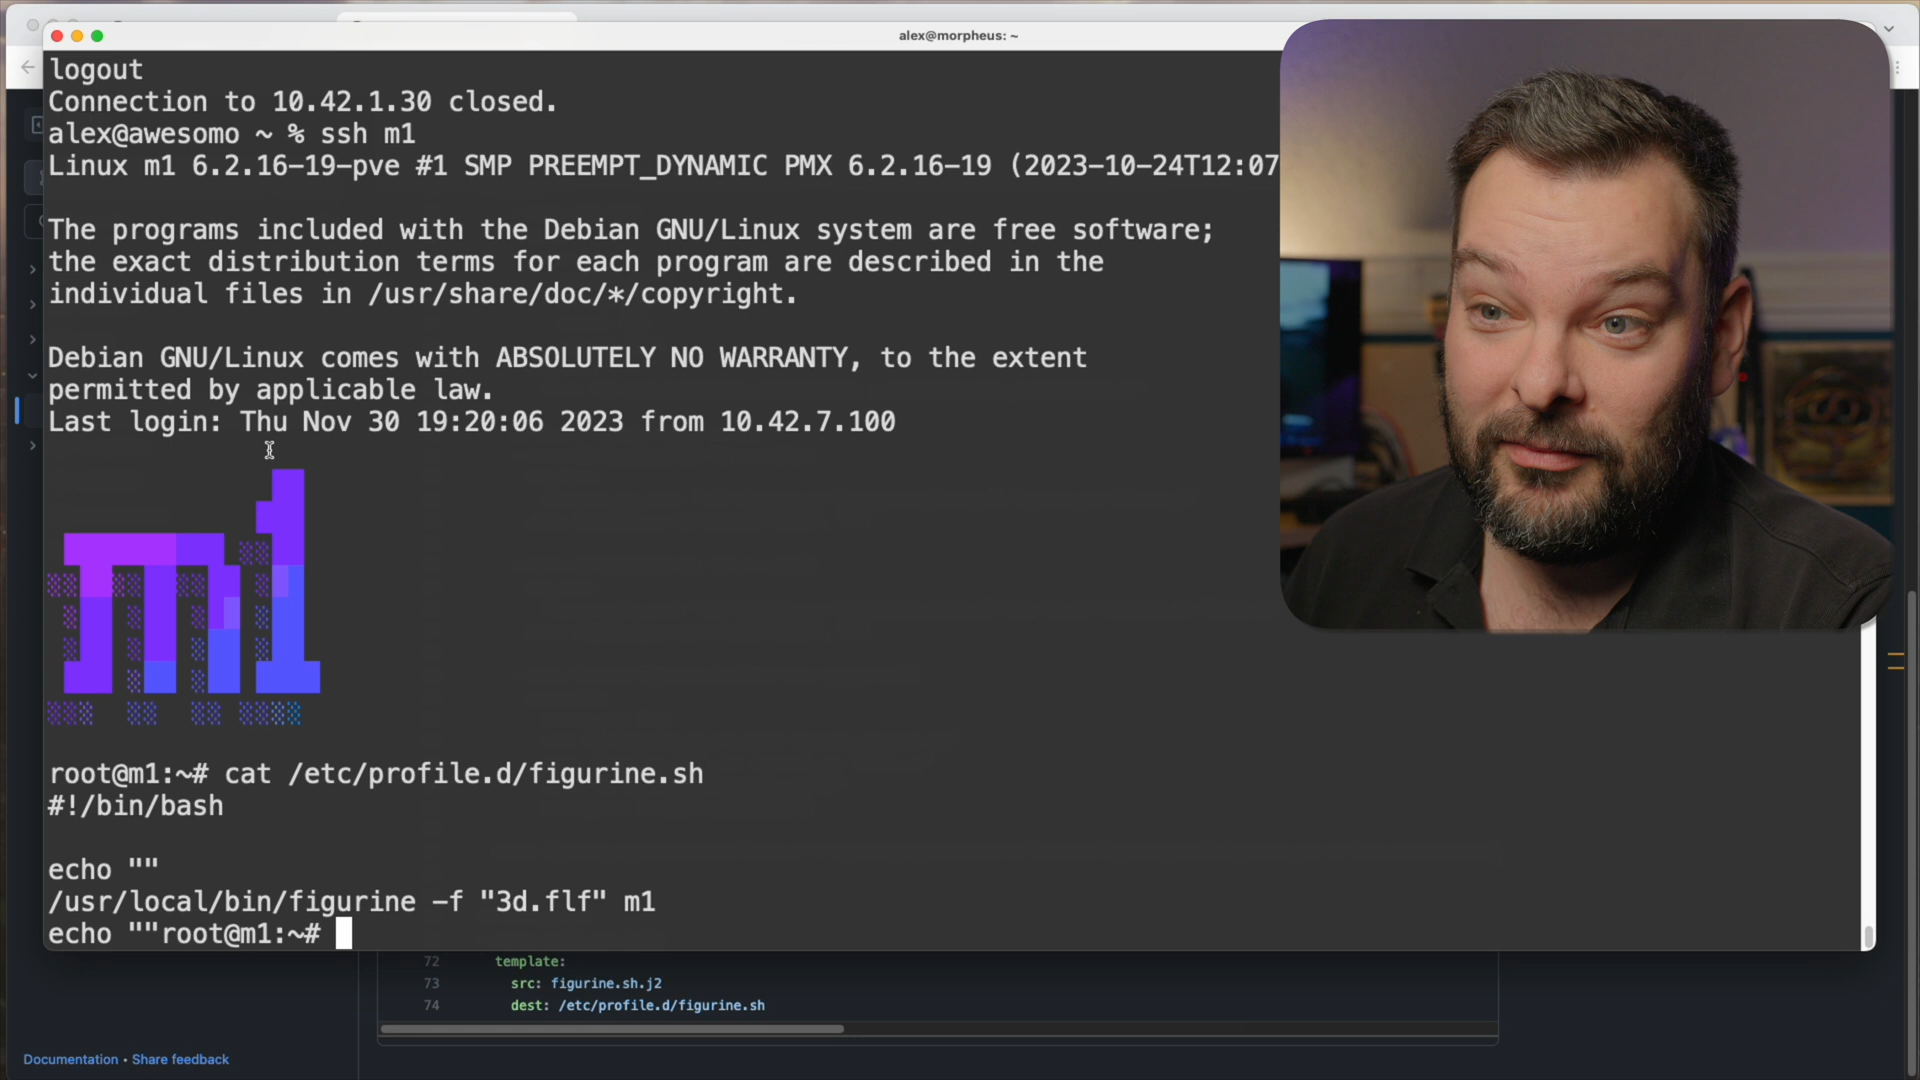 alex@morpheus: ~
logout
Connection to 10.42.1.30 closed.
alex@awesomo ~ % ssh m1
Linux m1 6.2.16-19-pve #1 SMP PREEMPT_DYNAMIC PMX 6.2.16-19 (2023-10-24T12:07
The programs included with the Debian GNU/Linux system are free software;
the exact distribution terms for each program are described in the
individual files in /usr/share/doc/*/copyright.
Debian GNU/Linux comes with ABSOLUTELY NO WARRANTY, to the extent
permitted by applicable law.
Last login: Thu Nov 30 19:20:06 2023 from 10.42.7.100
m1
root@m1:~# cat /etc/profile.d/figurine.sh
#!/bin/bash
echo ""
/usr/local/bin/figurine -f "3d.flf" m1
echo ""root@m1:~#
72 template:
73 src: figurine.sh.j2
74 dest: /etc/profile.d/figurine.sh
Documentation • Share feedback